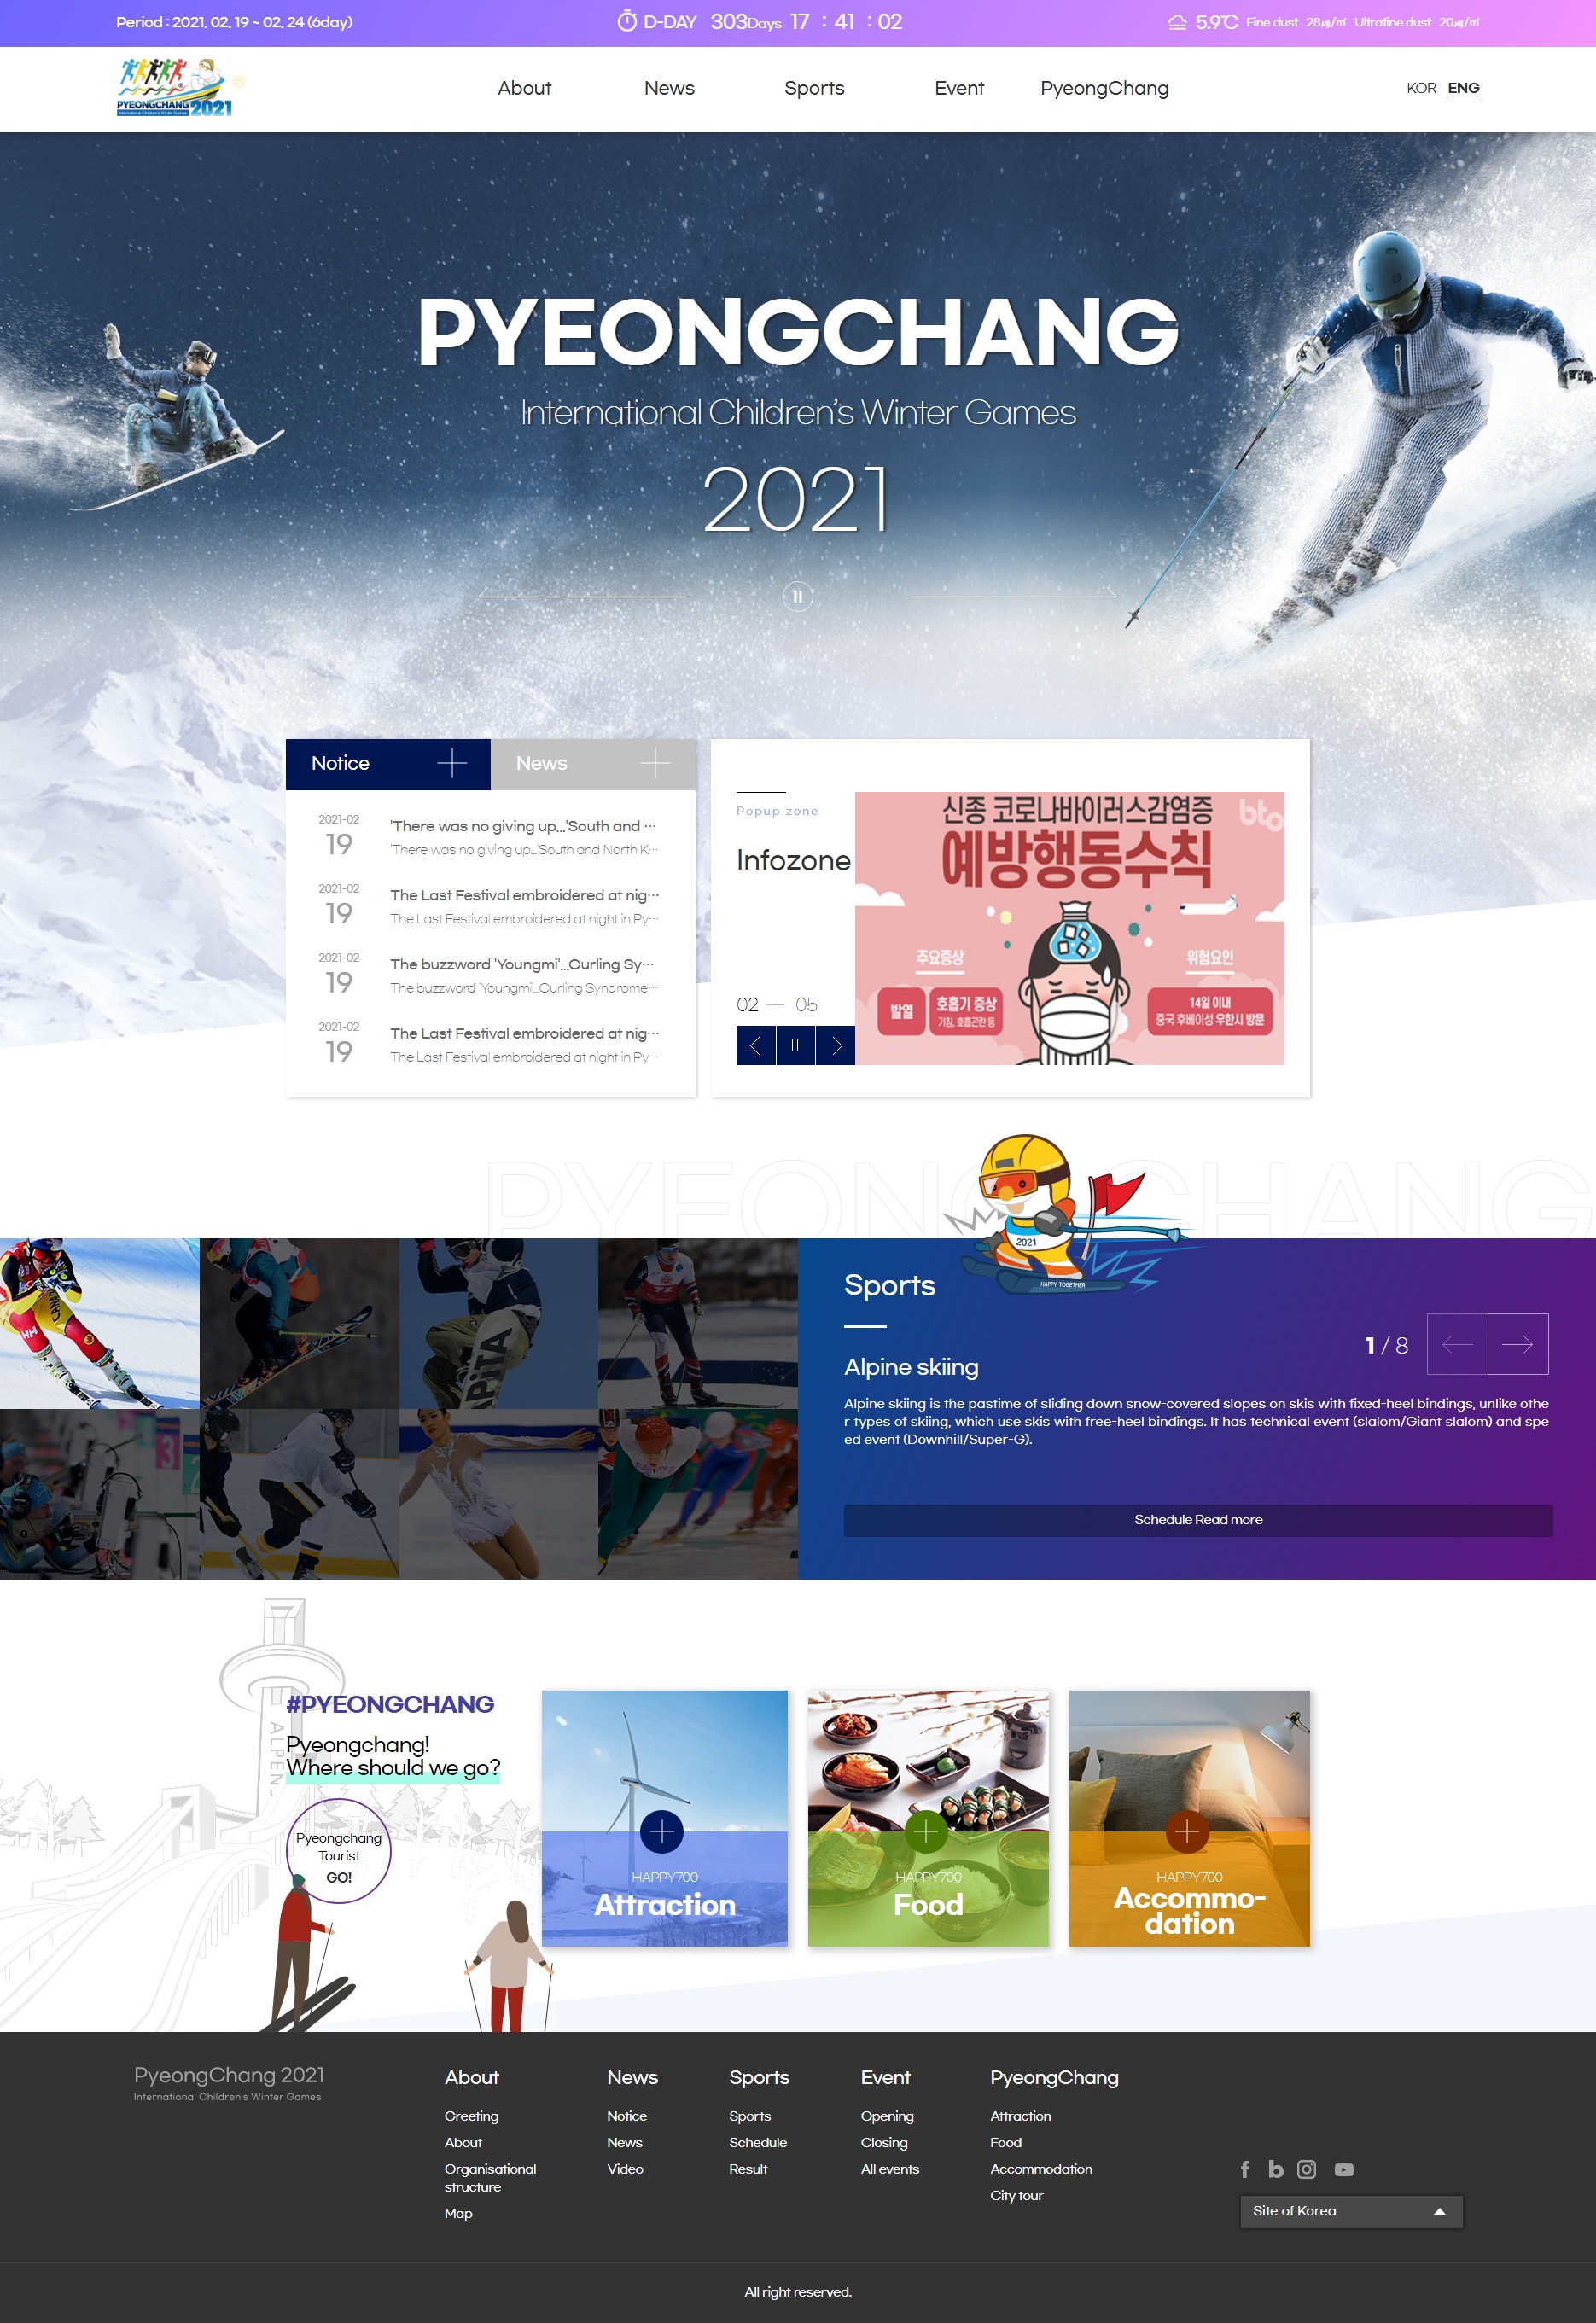 Period : 2021. 02. 19 ~ 02. 24 (6day)
D-DAY 303Days 17 : 41 : 02
5.9℃ Fine dust 28㎍/㎥ Ultrafine dust 20㎍/㎥
PYEONGCHANG 2021
International Children's Winter Games
About
News
Sports
Event
PyeongChang
KOR ENG
PYEONGCHANG
International Children's Winter Games
2021
Notice
News
2021-02
19
'There was no giving up...'South and ···
'There was no giving up...'South and North K···
2021-02
19
The Last Festival embroidered at nig···
The Last Festival embroidered at night in Py···
2021-02
19
The buzzword 'Youngmi'...Curling Sy···
The buzzword 'Youngmi'...Curling Syndrome···
2021-02
19
The Last Festival embroidered at nig···
The Last Festival embroidered at night in Py···
Popup zone
Infozone
02 — 05
신종 코로나바이러스감염증
bto
예방행동수칙
주요증상
위험요인
발열
호흡기 증상
기침, 호흡곤란 등
14일 이내
중국 후베이성 우한시 방문
PYEONGCHANG
2021
HAPPY TOGETHER
Sports
1 / 8
Alpine skiing
Alpine skiing is the pastime of sliding down snow-covered slopes on skis with fixed-heel bindings, unlike othe
r types of skiing, which use skis with free-heel bindings. It has technical event (slalom/Giant slalom) and spe
ed event (Downhill/Super-G).
Schedule Read more
ALPEN
#PYEONGCHANG
Pyeongchang!
Where should we go?
Pyeongchang
Tourist
GO!
HAPPY700
Attraction
HAPPY700
Food
HAPPY700
Accommo-
dation
PyeongChang 2021
International Children's Winter Games
About
Greeting
About
Organisational
structure
Map
News
Notice
News
Video
Sports
Sports
Schedule
Result
Event
Opening
Closing
All events
PyeongChang
Attraction
Food
Accommodation
City tour
Site of Korea
All right reserved.